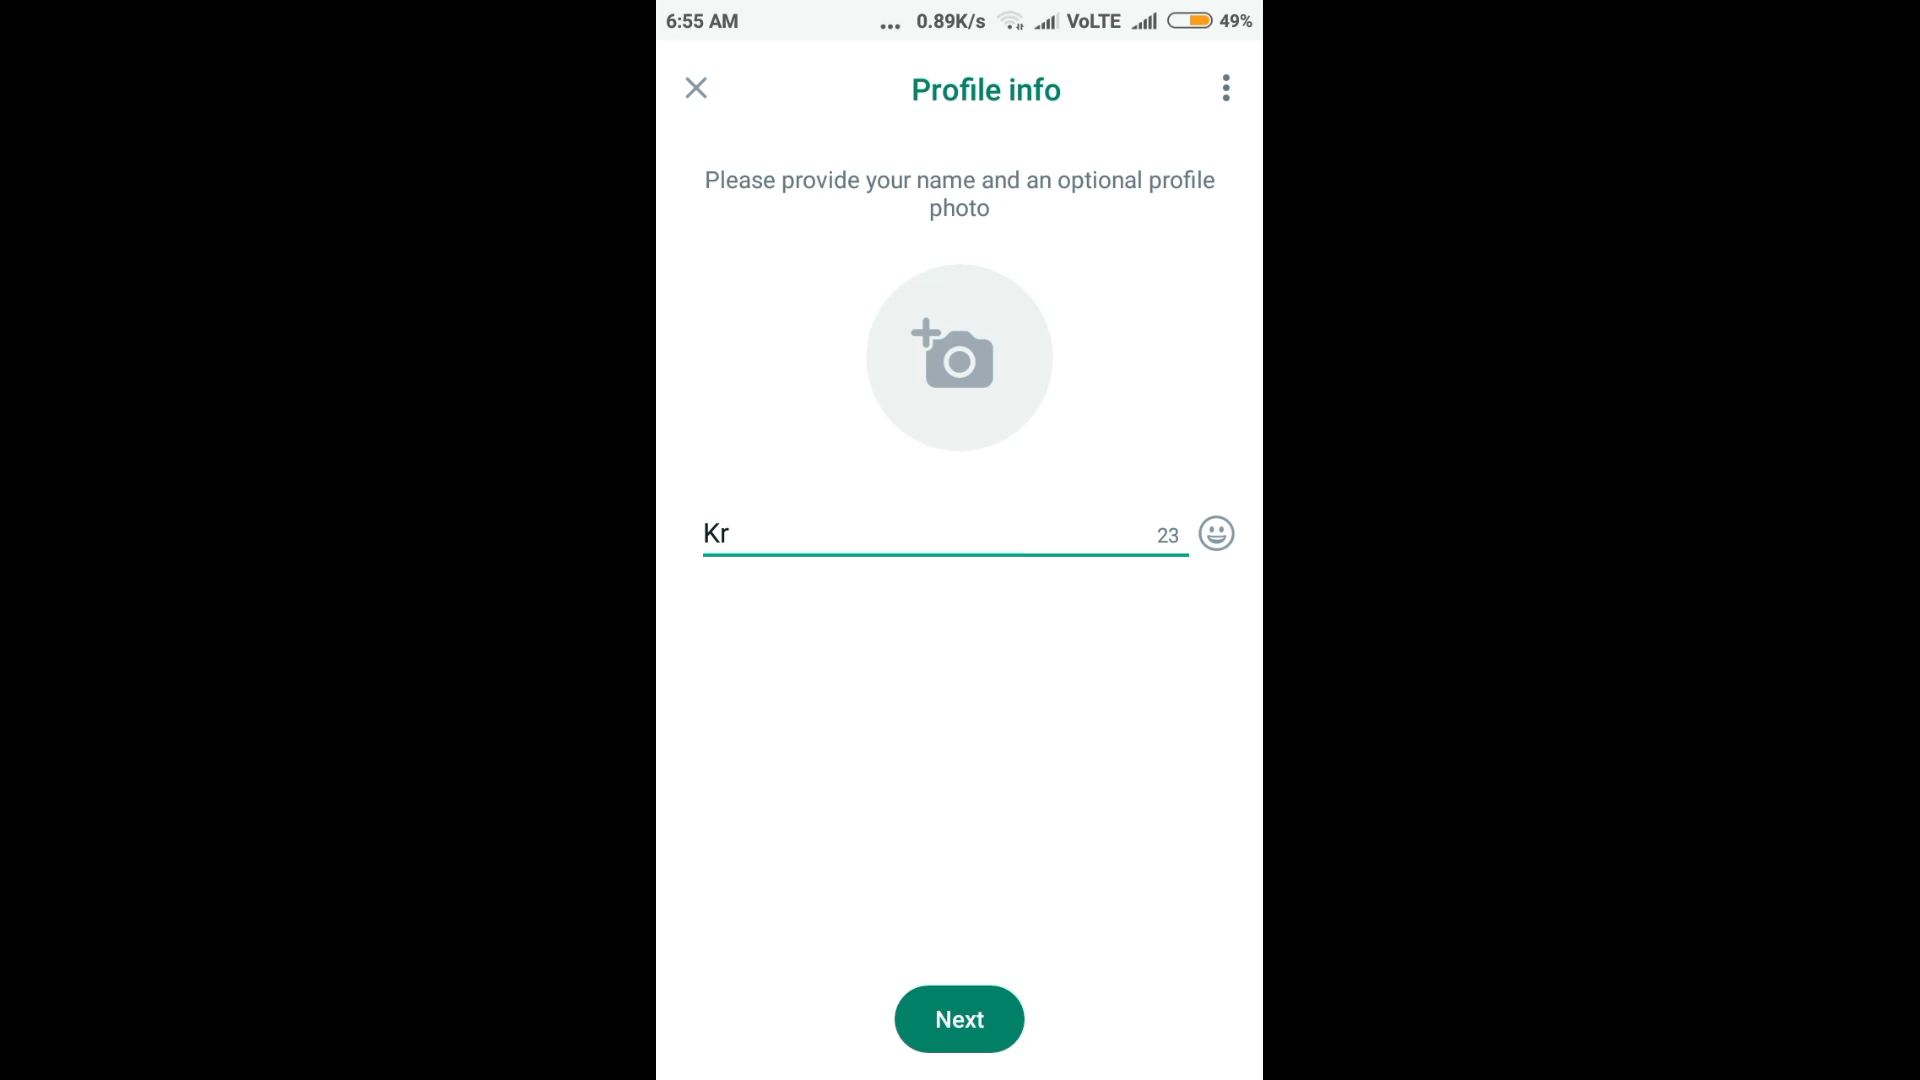 6:55 AM ... 0.89K/s VoLTE 49%
Profile info
Please provide your name and an optional profile
photo
Kr 23
Next